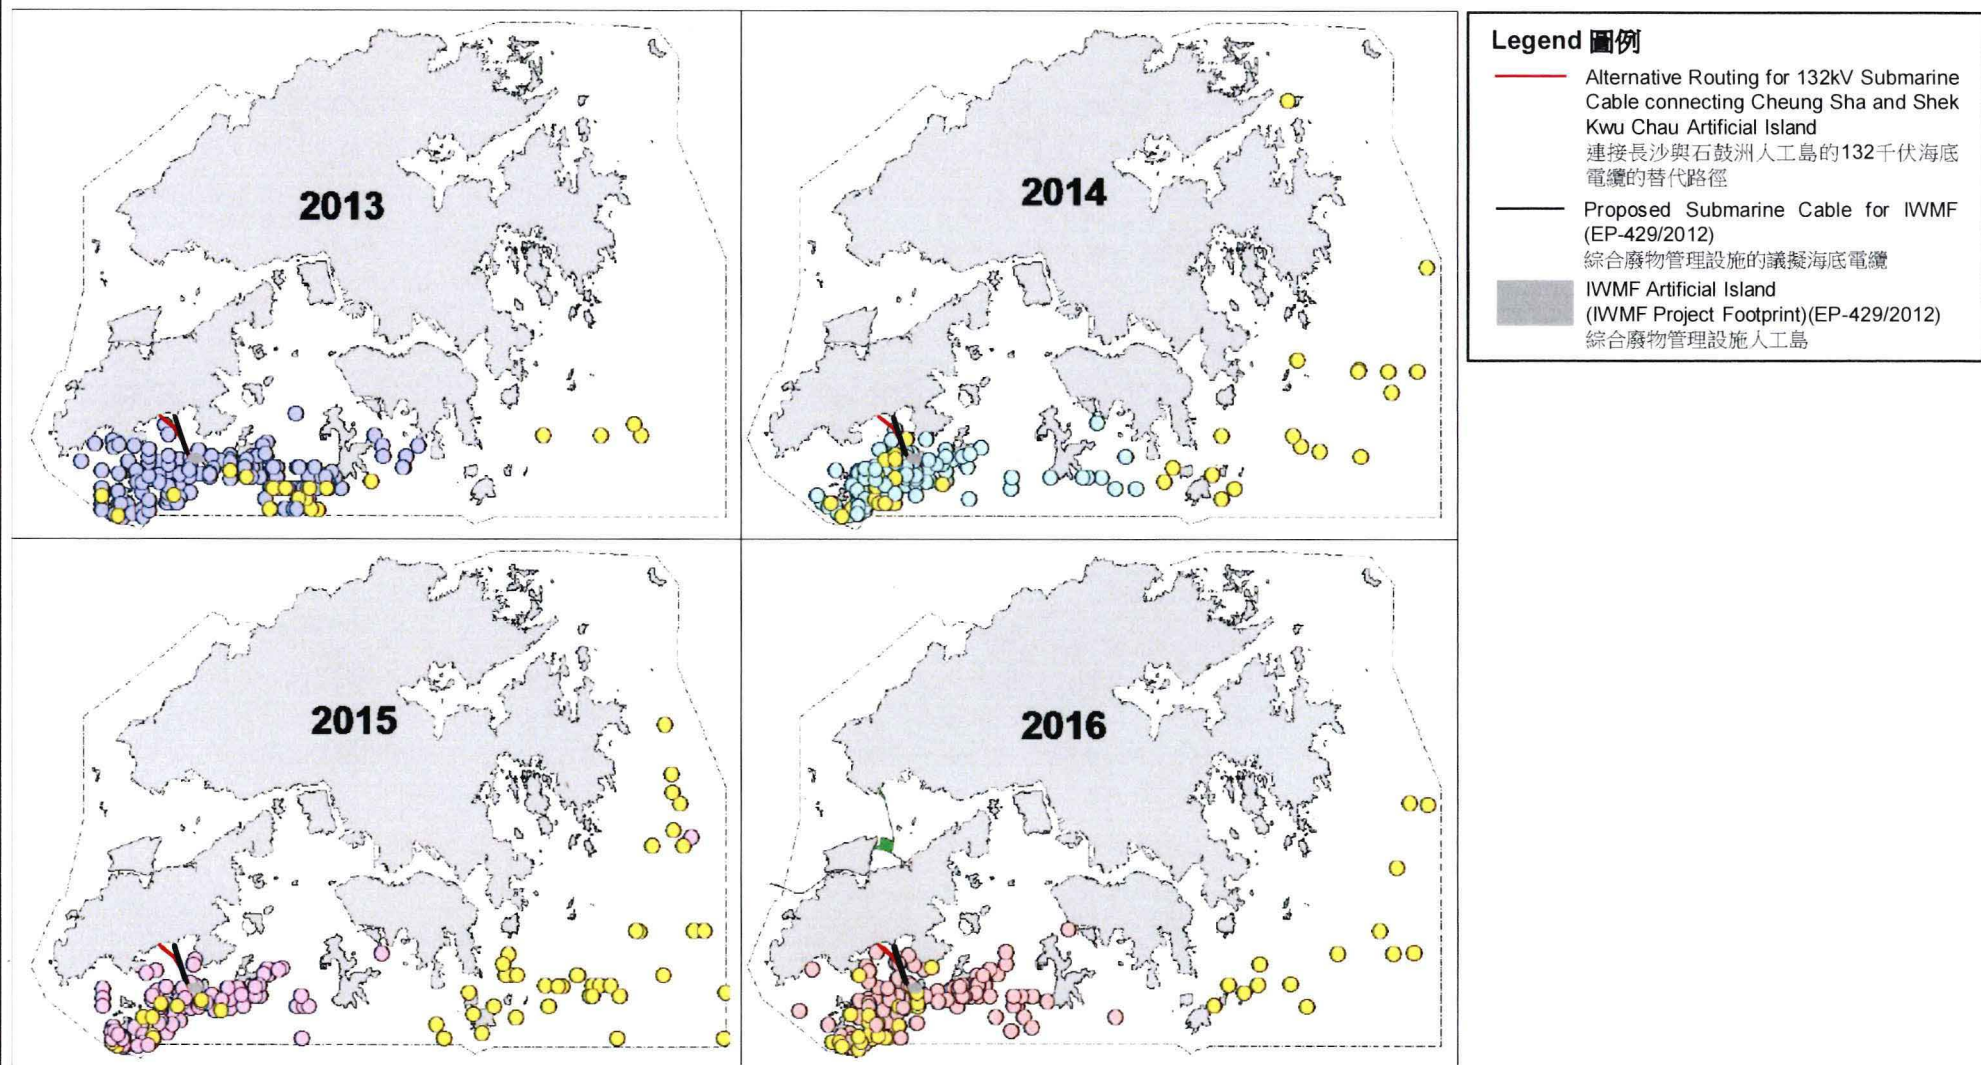 2013
2014
2015
2016
Legend 圖例
Alternative Routing for 132kV Submarine
Cable connecting Cheung Sha and Shek
Kwu Chau Artificial Island
連接長沙與石鼓洲人工島的132千伏海底
電纜的替代路徑
Proposed Submarine Cable for IWMF
(EP-429/2012)
綜合廢物管理設施的議擬海底電纜
IWMF Artificial Island
(IWMF Project Footprint)(EP-429/2012)
綜合廢物管理設施人工島